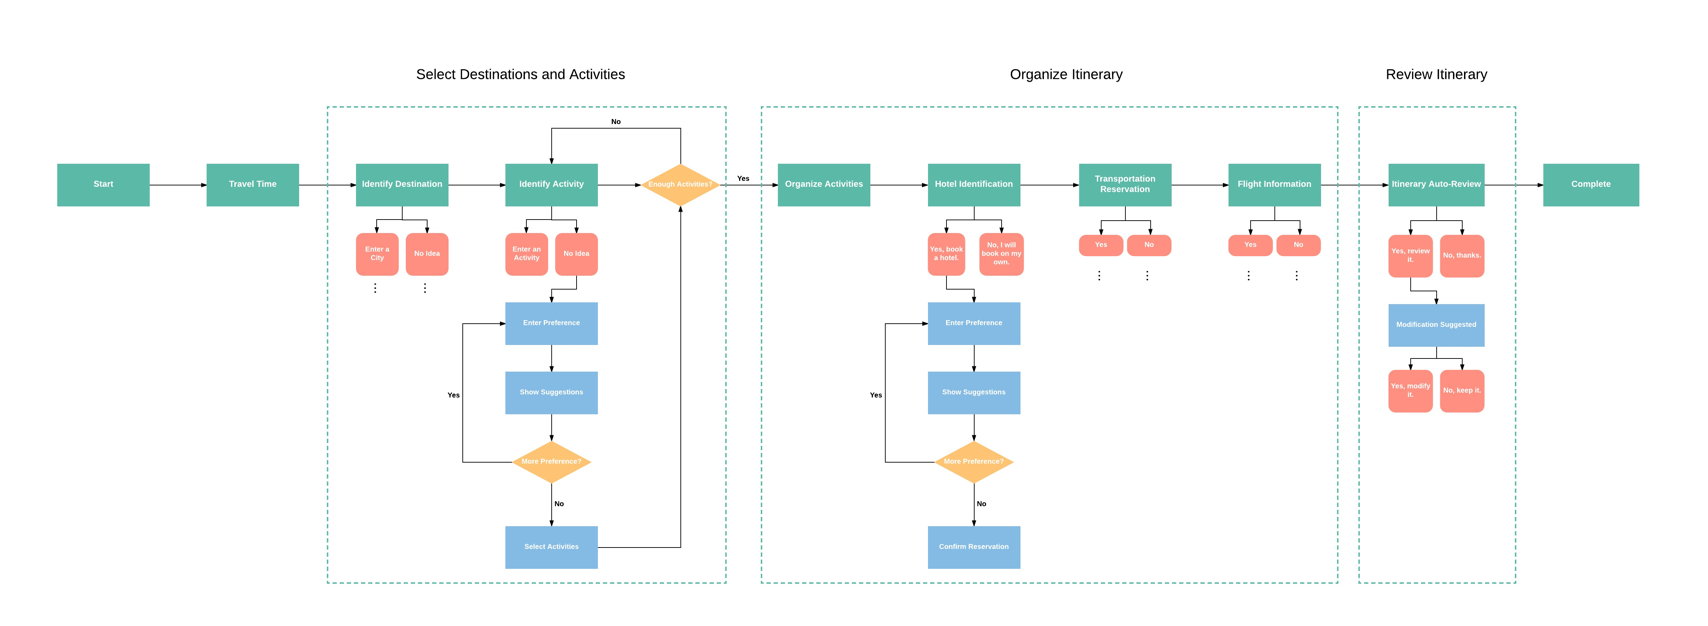 Select Destinations and Activities
Organize Itinerary
Review Itinerary
No
Start
Travel Time
Identify Destination
Identify Activity
Enough Activities?
Yes
Organize Activities
Hotel Identification
Transportation
Reservation
Flight Information
Itinerary Auto-Review
Complete
Enter a
City
No Idea
Enter an
Activity
No Idea
Yes, book
a hotel.
No, I will
book on my
own.
Yes
No
Yes
No
Yes, review
it.
No, thanks.
Enter Preference
Enter Preference
Modification Suggested
Yes
Show Suggestions
Yes
Show Suggestions
Yes, modify
it.
No, keep it.
More Preference?
More Preference?
No
No
Select Activities
Confirm Reservation